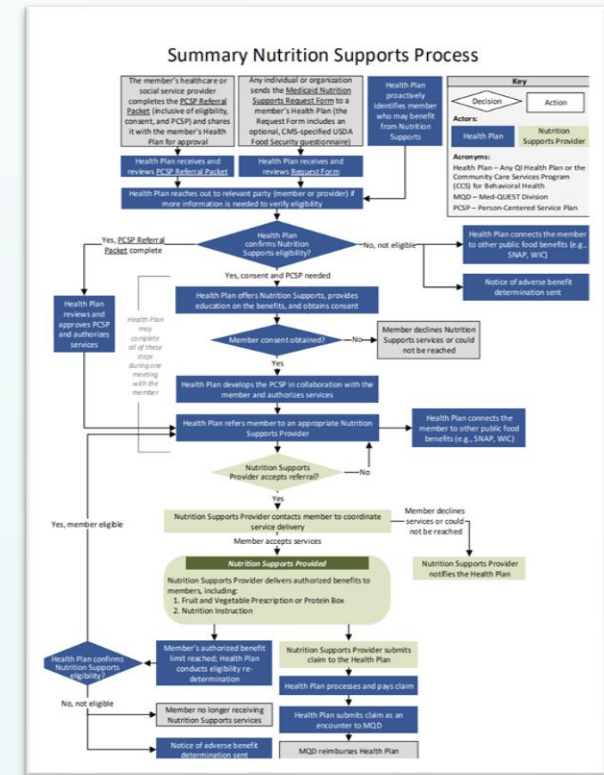 Summary Nutrition Supports Process
The member's healthcare or
social service provider
completes the PCSP Referral
Packet (inclusive of eligibility,
consent, and PCSP) and shares
it with the member's Health
Plan for approval
Any individual or organization
sends the Medicaid Nutrition
Supports Request Form to a
member's Health Plan (the
Request Form includes an
optional, CMS-specified USDA
Food Security questionnaire)
Health Plan
proactively
identifies member
who may benefit
from Nutrition
Supports
Key
Decision
Action
Actors:
Health Plan
Nutrition
Supports Provider
Acronyms:
Health Plan – Any QI Health Plan or the
Community Care Services Program
(CCS) for Behavioral Health
MQD – Med-QUEST Division
PCSP – Person-Centered Service Plan
Health Plan receives and
reviews PCSP Referral Packet
Health Plan receives and
reviews Request Form
Health Plan reaches out to relevant party (member or provider) if
more information is needed to verify eligibility
Health Plan
confirms Nutrition
Supports eligibility?
Yes, PCSP Referral
Packet complete
No, not eligible
Health Plan connects the
member to other public food
benefits (e.g.,
SNAP, WIC)
Notice of adverse benefit
determination sent
Yes, consent and PCSP needed
Health Plan
reviews and
approves PCSP
and authorizes
services
Health Plan
may
complete
all of these
steps
during one
meeting
with the
member
Health Plan offers Nutrition Supports, provides
education on the benefits, and obtains consent
Member consent obtained?
No
Member declines Nutrition
Supports services or could
not be reached
Yes
Health Plan develops the PCSP in collaboration with the
member and authorizes services
Health Plan refers member to an appropriate Nutrition
Supports Provider
Health Plan connects the
member to other public food
benefits (e.g., SNAP, WIC)
Nutrition Supports
Provider accepts referral?
No
Yes
Nutrition Supports Provider contacts member to coordinate
service delivery
Member declines
services or could
not be reached
Yes, member eligible
Member accepts services
Nutrition Supports Provider
notifies the Health Plan
Nutrition Supports Provided
Nutrition Supports Provider delivers authorized benefits to
members, including:
1. Fruit and Vegetable Prescription or Protein Box
2. Nutrition Instruction
Health Plan confirms
Nutrition Supports
eligibility?
Member's authorized benefit
limit reached; Health Plan
conducts eligibility re-
determination
Nutrition Supports Provider submits
claim to the Health Plan
Health Plan processes and pays claim
No, not eligible
Member no longer receiving
Nutrition Supports services
Health Plan submits claim as an
encounter to MQD
Notice of adverse benefit
determination sent
MQD reimburses Health Plan